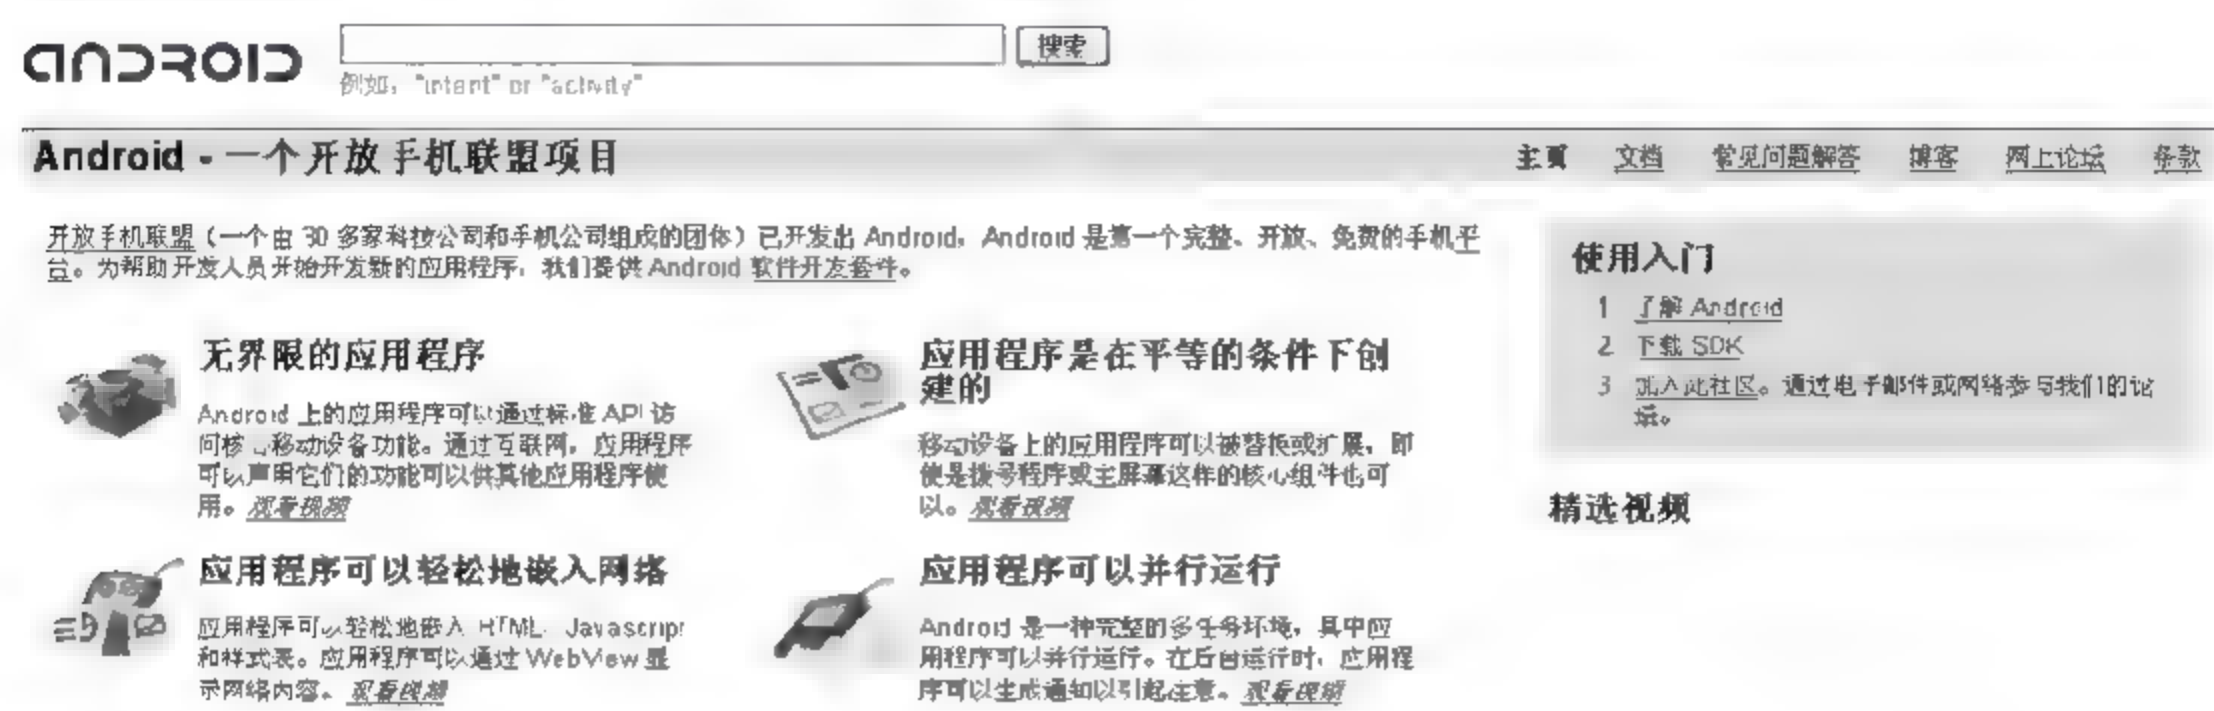 ANDROID
搜索
例如："intent" or "activity"
Android - 一个开放手机联盟项目
主页 文档 常见问题解答 博客 网上论坛 条款
开放手机联盟（一个由 30 多家科技公司和手机公司组成的团体）已开发出 Android，Android 是第一个完整、开放、免费的手机平
台。为帮助开发人员开始开发新的应用程序，我们提供 Android 软件开发套件。
无界限的应用程序
Android 上的应用程序可以通过标准 API 访
问核心移动设备功能。通过互联网，应用程序
可以声明它们的功能可以供其他应用程序使
用。观看视频
应用程序是在平等的条件下创
建的
移动设备上的应用程序可以被替换或扩展，即
使是拨号程序或主屏幕这样的核心组件也可
以。观看视频
应用程序可以轻松地嵌入网络
应用程序可以轻松地嵌入 HTML、Javascript
和样式表。应用程序可以通过 WebView 显
示网络内容。观看视频
应用程序可以并行运行
Android 是一种完整的多任务环境，其中应
用程序可以并行运行。在后台运行时，应用程
序可以生成通知以引起注意。观看视频
使用入门
1 了解 Android
2 下载 SDK
3 加入此社区。通过电子邮件或网络参与我们的论
坛。
精选视频